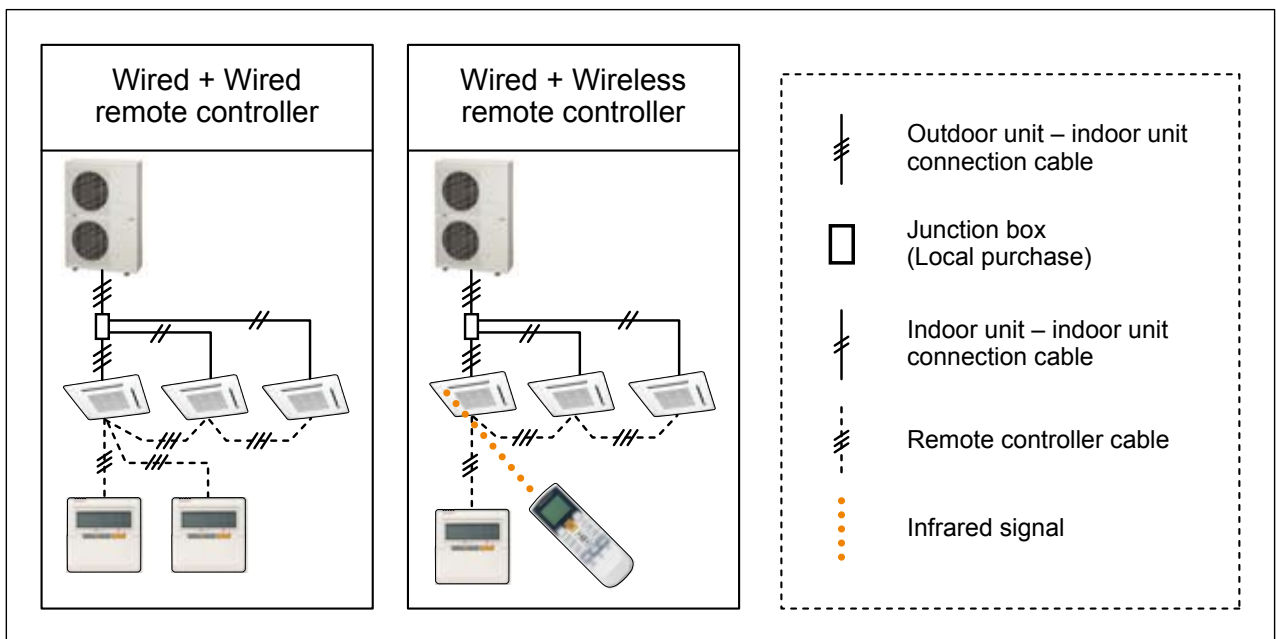 Wired + Wired
remote controller
Wired + Wireless
remote controller
Outdoor unit – indoor unit
connection cable
Junction box
(Local purchase)
Indoor unit – indoor unit
connection cable
Remote controller cable
Infrared signal